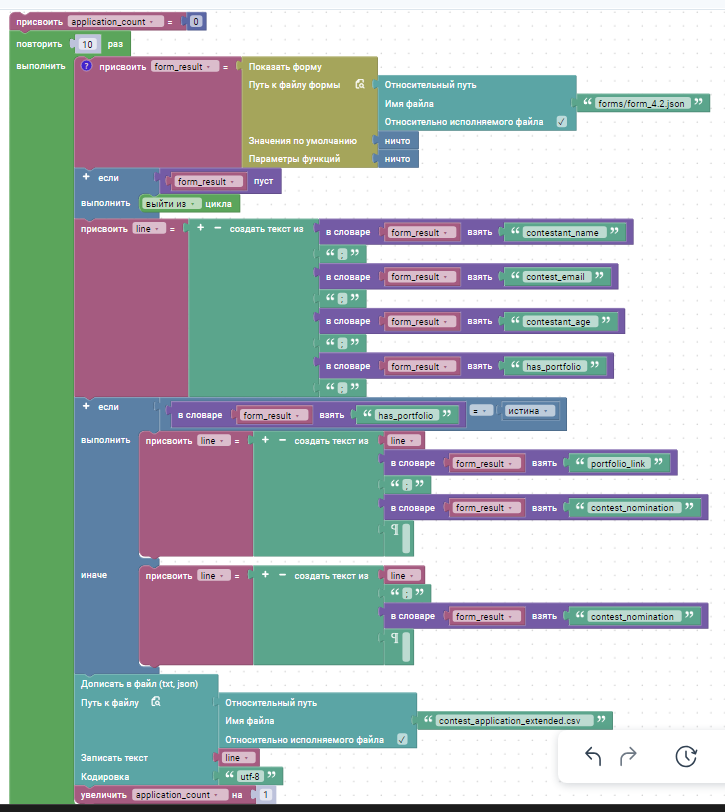 присвоить application_count = 0
повторить 10 раз
выполнить ? присвоить form_result = Показать форму
Путь к файлу формы Относительный путь
Имя файла “ forms/form_4.2.json ”
Относительно исполняемого файла ✓
Значения по умолчанию ничто
Параметры функций ничто
+ если form_result пуст
выполнить выйти из цикла
присвоить line = + − создать текст из в словаре form_result взять “ contestant_name ”
“ ; ”
в словаре form_result взять “ contest_email ”
“ ; ”
в словаре form_result взять “ contestant_age ”
“ ; ”
в словаре form_result взять “ has_portfolio ”
“ ; ”
+ если в словаре form_result взять “ has_portfolio ” = истина
выполнить присвоить line = + − создать текст из line
в словаре form_result взять “ portfolio_link ”
“ ; ”
в словаре form_result взять “ contest_nomination ”
¶
иначе присвоить line = + − создать текст из line
“ ; ”
в словаре form_result взять “ contest_nomination ”
¶
Дописать в файл (txt, json)
Путь к файлу Относительный путь
Имя файла “ contest_application_extended.csv ”
Относительно исполняемого файла ✓
Записать текст line
Кодировка “ utf-8 ”
увеличить application_count на 1